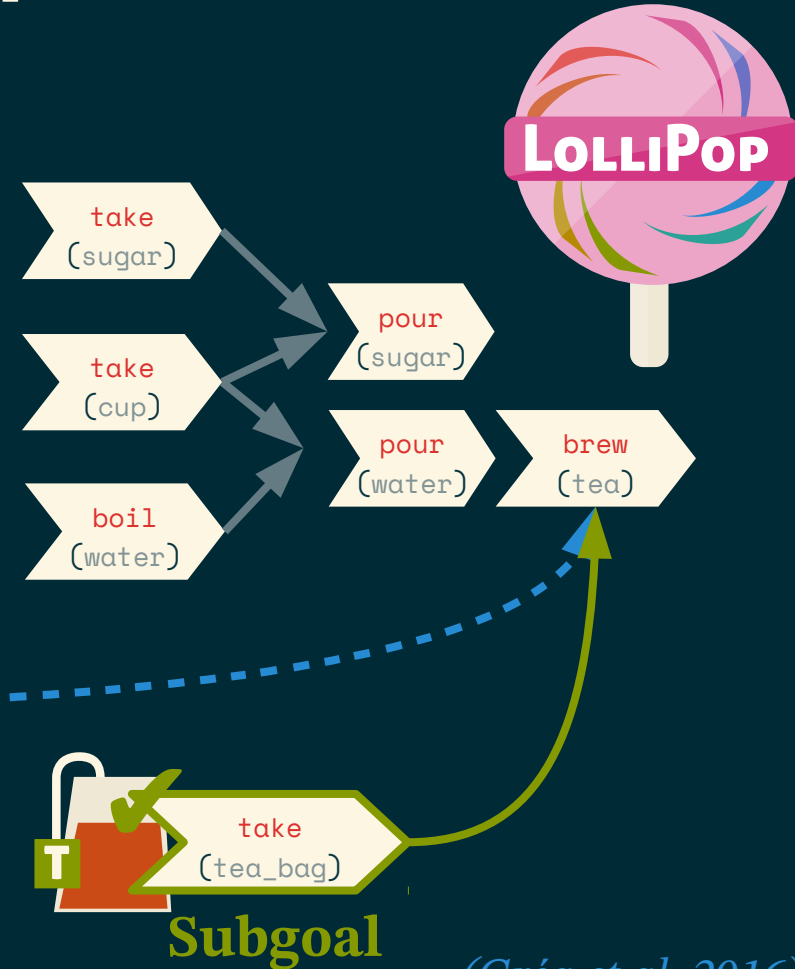 LOLLIPOP
take
(sugar)
pour
(sugar)
take
(cup)
pour
(water)
brew
(tea)
boil
(water)
T
take
(tea_bag)
Subgoal